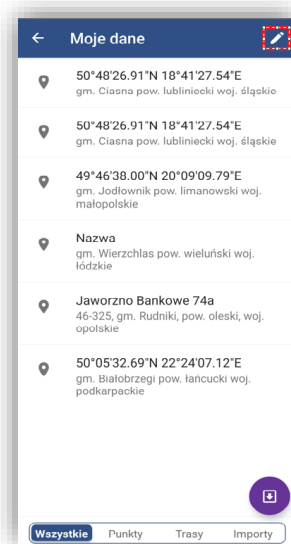 Moje dane
50°48'26.91"N 18°41'27.54"E
gm. Ciasna pow. lubliniecki woj. śląskie
50°48'26.91"N 18°41'27.54"E
gm. Ciasna pow. lubliniecki woj. śląskie
49°46'38.00"N 20°09'09.79"E
gm. Jodłownik pow. limanowski woj.
małopolskie
Nazwa
gm. Wierzchlas pow. wieluński woj.
łódzkie
Jaworzno Bankowe 74a
46-325, gm. Rudniki, pow. oleski, woj.
opolskie
50°05'32.69"N 22°24'07.12"E
gm. Białobrzegi pow. łańcucki woj.
podkarpackie
Wszystkie Punkty Trasy Importy